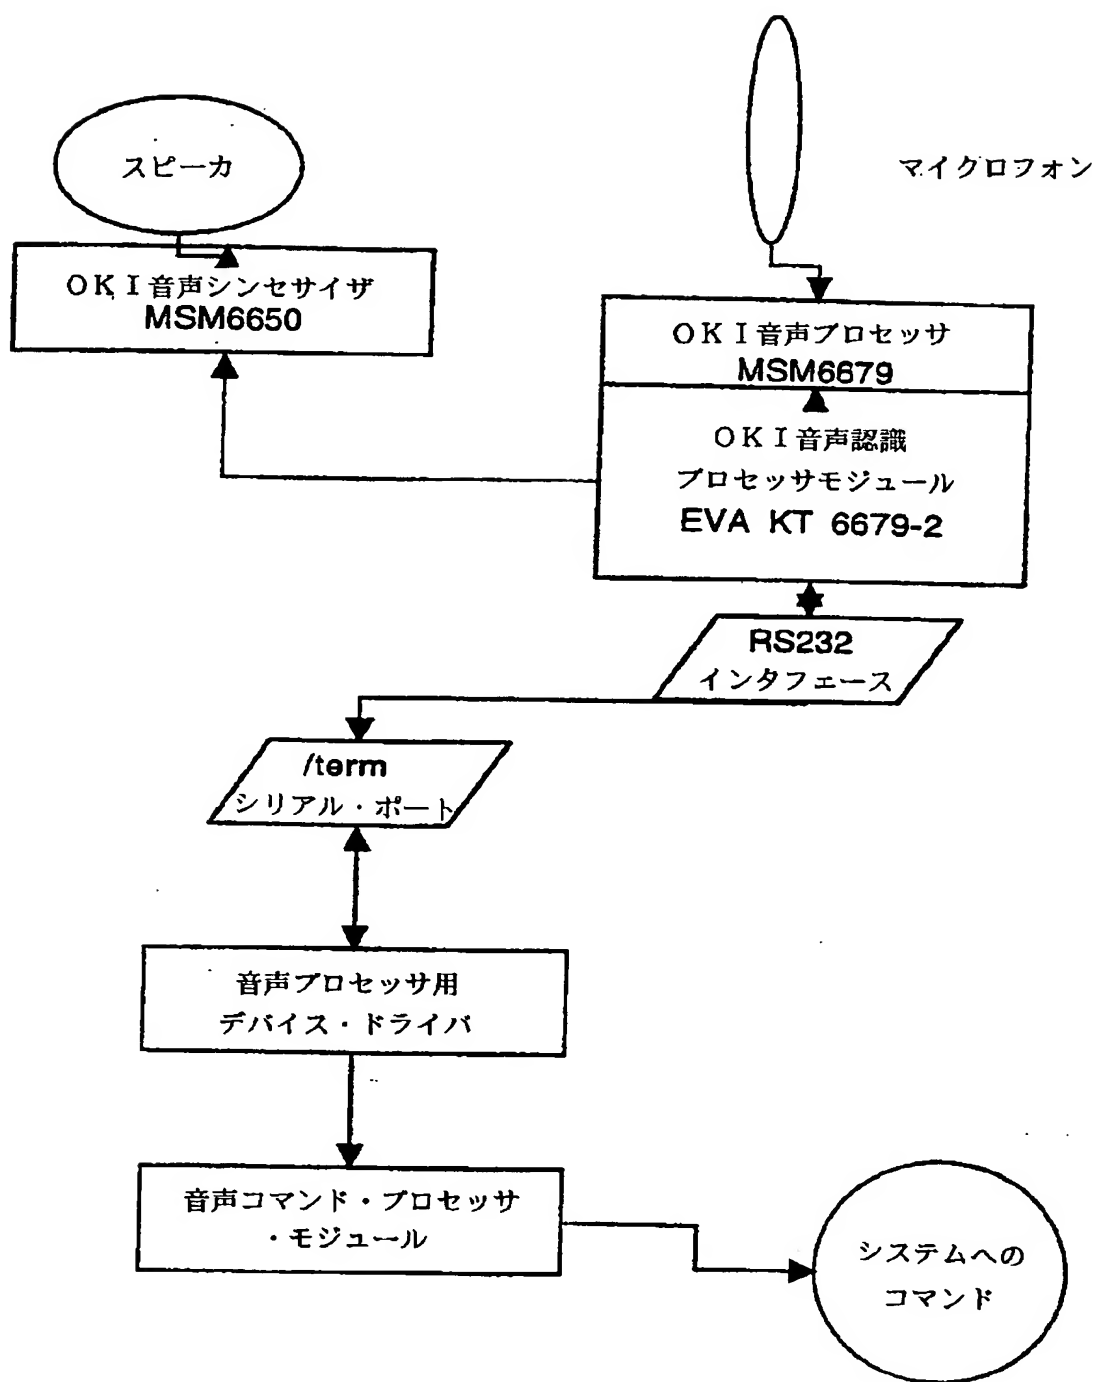 スピーカ
マイクロフォン
OKI音声シンセサイザ
MSM6650
OKI音声プロセッサ
MSM6679
OKI音声認識
プロセッサモジュール
EVA KT 6679-2
RS232
インタフェース
/term
シリアル・ポート
音声プロセッサ用
デバイス・ドライバ
音声コマンド・プロセッサ
・モジュール
システムへの
コマンド